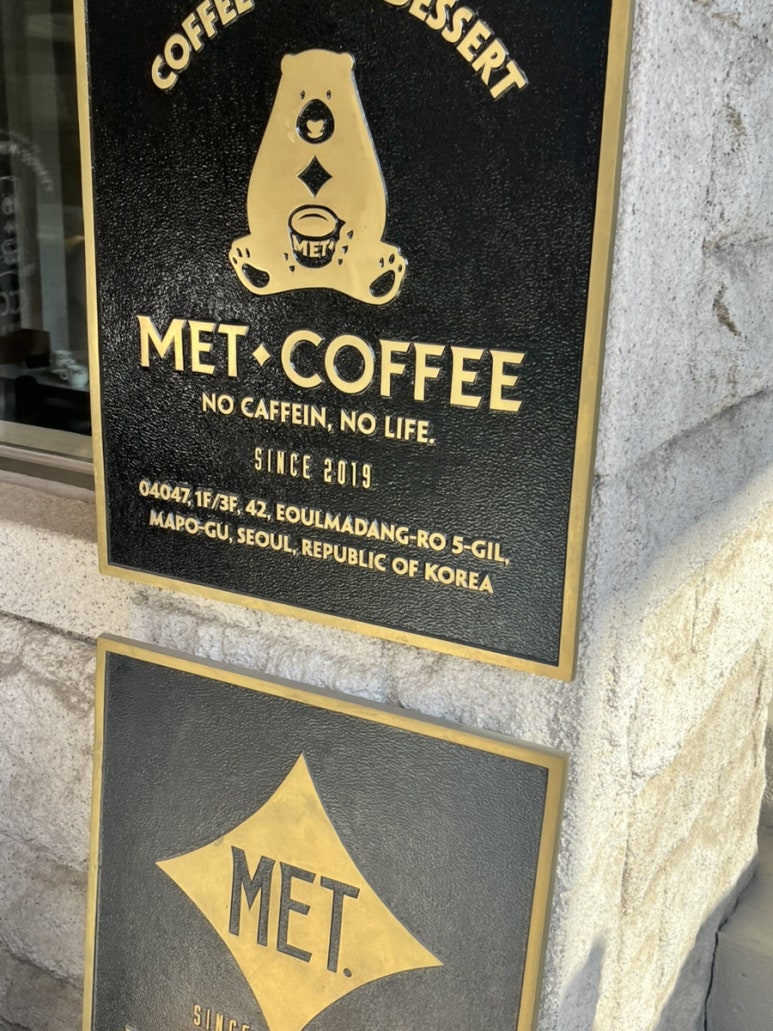 COFFEE
DESSERT
MET
MET COFFEE
NO CAFFEIN, NO LIFE.
SINCE 2019
04047, 1F/3F, 42, EOULMADANG-RO 5-GIL,
MAPO-GU, SEOUL, REPUBLIC OF KOREA
MET.
SINCE